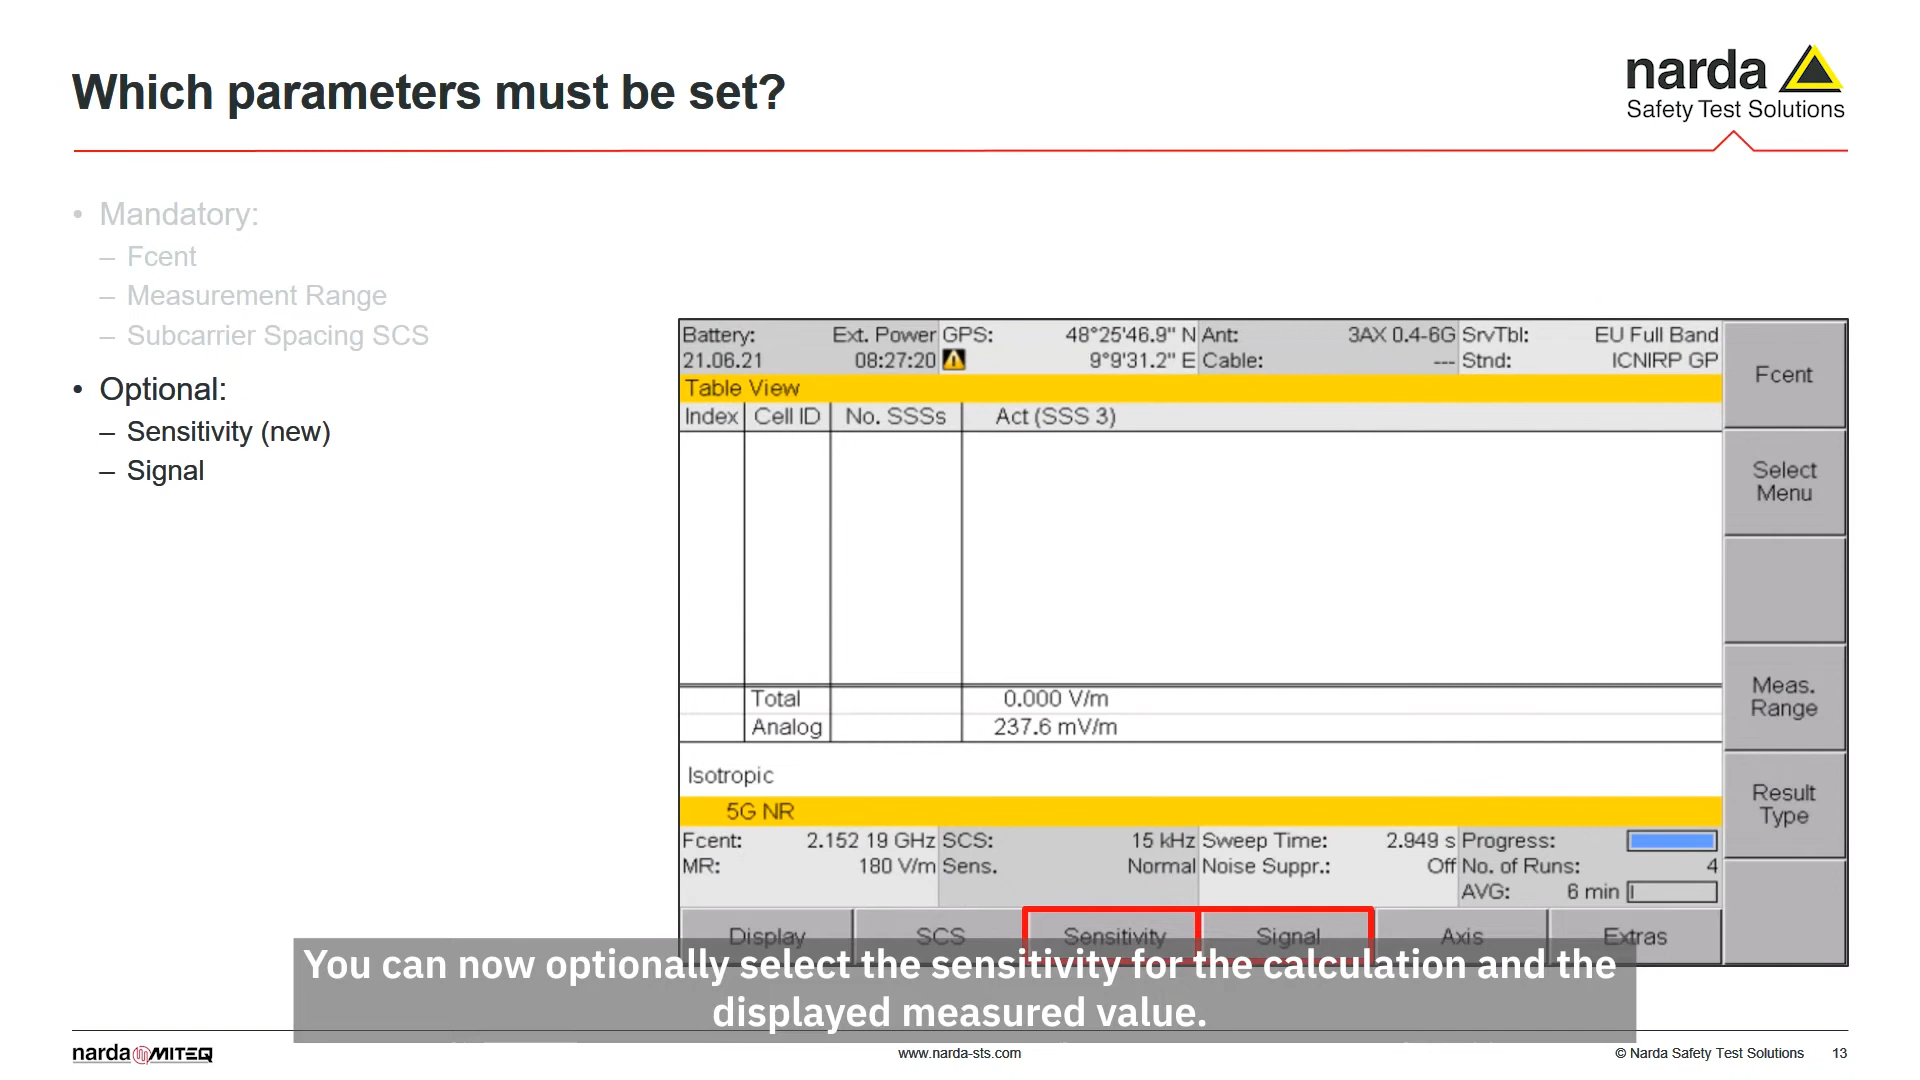 Which parameters must be set?
narda
Safety Test Solutions
• Mandatory:
– Fcent
– Measurement Range
– Subcarrier Spacing SCS
• Optional:
– Sensitivity (new)
– Signal
Battery: Ext. Power GPS: 48°25'46.9" N Ant: 3AX 0.4-6G SrvTbl: EU Full Band
21.06.21 08:27:20 9°9'31.2" E Cable: --- Stnd: ICNIRP GP
Table View
Index Cell ID No. SSSs Act (SSS 3)
Total 0.000 V/m
Analog 237.6 mV/m
Isotropic
5G NR
Fcent: 2.152 19 GHz SCS: 15 kHz Sweep Time: 2.949 s Progress:
MR: 180 V/m Sens. Normal Noise Suppr.: Off No. of Runs: 4
AVG: 6 min
Fcent
Select
Menu
Meas.
Range
Result
Type
Display SCS Sensitivity Signal Axis Extras
You can now optionally select the sensitivity for the calculation and the
displayed measured value.
narda MITEQ
www.narda-sts.com
© Narda Safety Test Solutions 13